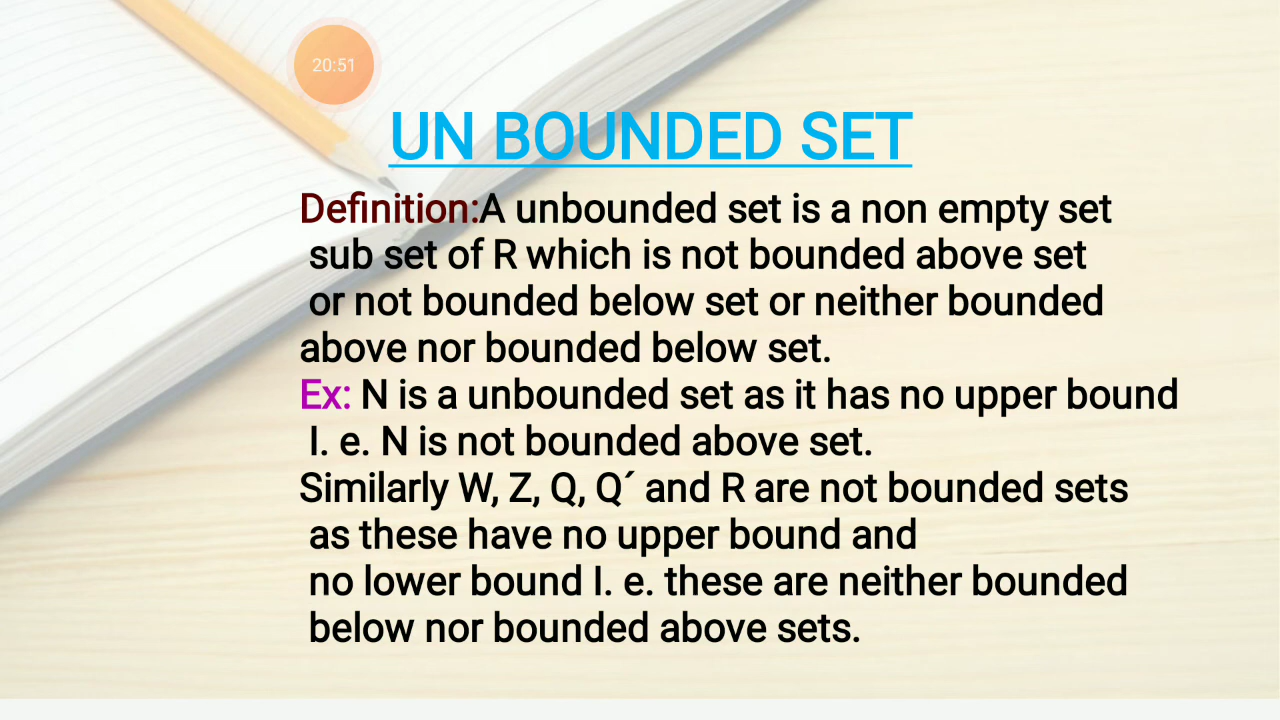 20:51
UN BOUNDED SET
Definition:A unbounded set is a non empty set
sub set of R which is not bounded above set
or not bounded below set or neither bounded
above nor bounded below set.
Ex: N is a unbounded set as it has no upper bound
I. e. N is not bounded above set.
Similarly W, Z, Q, Q´ and R are not bounded sets
as these have no upper bound and
no lower bound I. e. these are neither bounded
below nor bounded above sets.